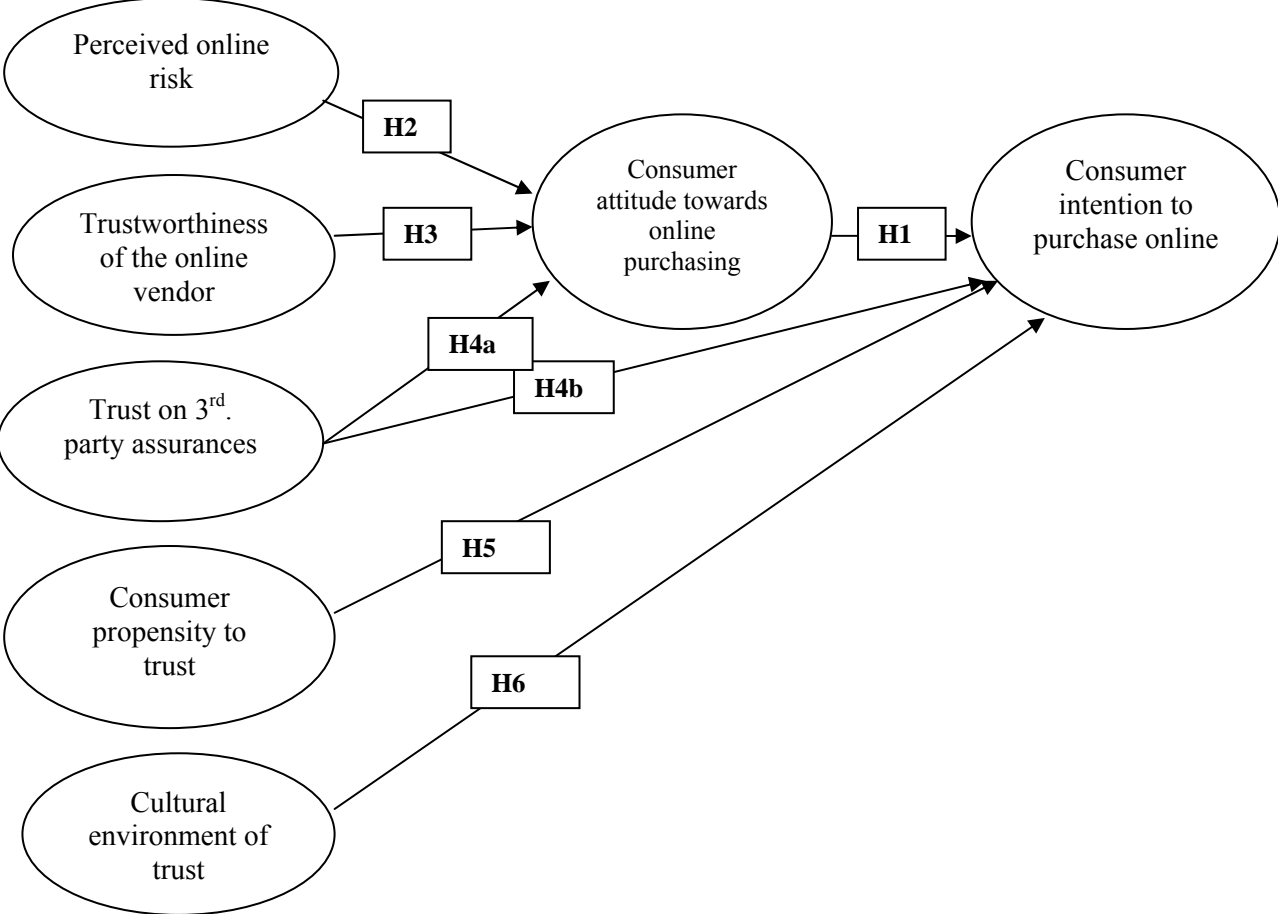 Perceived online
risk
H2
Trustworthiness
of the online
vendor
H3
Consumer
attitude towards
online
purchasing
H1
Consumer
intention to
purchase online
Trust on 3rd.
party assurances
H4a
H4b
Consumer
propensity to
trust
H5
Cultural
environment of
trust
H6